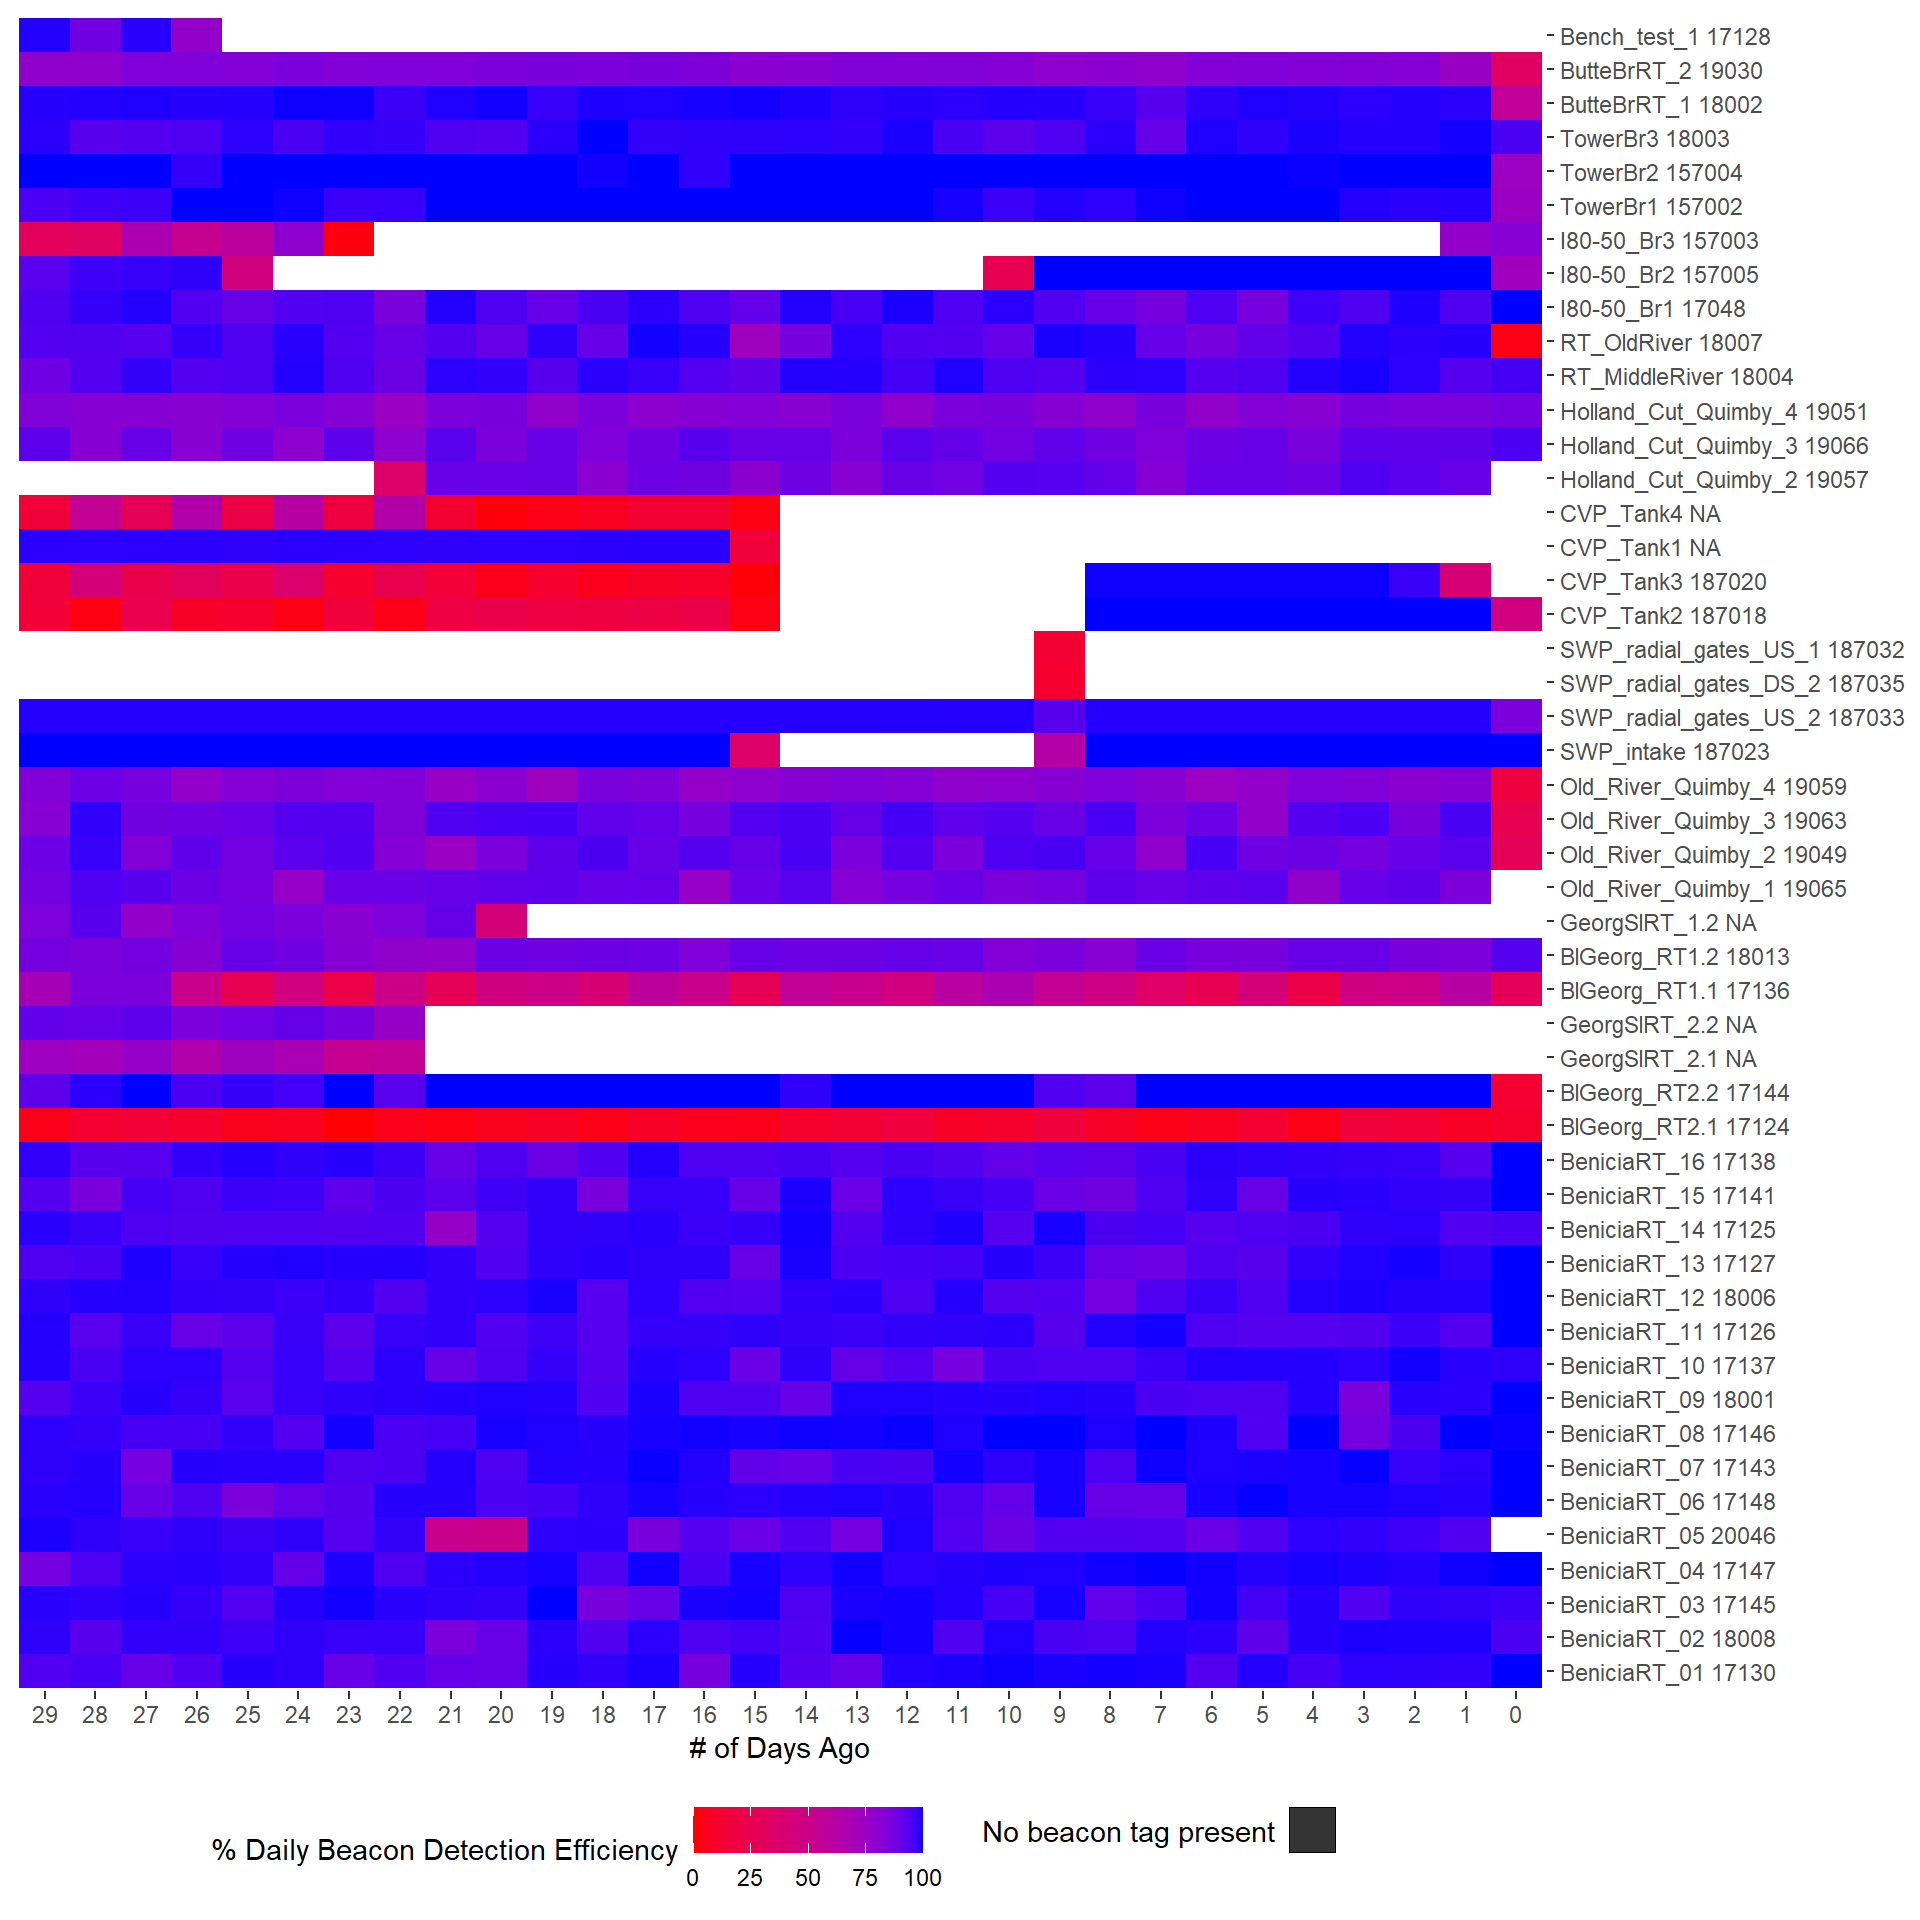 Bench_test_1 17128
ButteBrRT_2 19030
ButteBrRT_1 18002
TowerBr3 18003
TowerBr2 157004
TowerBr1 157002
I80-50_Br3 157003
I80-50_Br2 157005
I80-50_Br1 17048
RT_OldRiver 18007
RT_MiddleRiver 18004
Holland_Cut_Quimby_4 19051
Holland_Cut_Quimby_3 19066
Holland_Cut_Quimby_2 19057
CVP_Tank4 NA
CVP_Tank1 NA
CVP_Tank3 187020
CVP_Tank2 187018
SWP_radial_gates_US_1 187032
SWP_radial_gates_DS_2 187035
SWP_radial_gates_US_2 187033
SWP_intake 187023
Old_River_Quimby_4 19059
Old_River_Quimby_3 19063
Old_River_Quimby_2 19049
Old_River_Quimby_1 19065
GeorgSlRT_1.2 NA
BlGeorg_RT1.2 18013
BlGeorg_RT1.1 17136
GeorgSlRT_2.2 NA
GeorgSlRT_2.1 NA
BlGeorg_RT2.2 17144
BlGeorg_RT2.1 17124
BeniciaRT_16 17138
BeniciaRT_15 17141
BeniciaRT_14 17125
BeniciaRT_13 17127
BeniciaRT_12 18006
BeniciaRT_11 17126
BeniciaRT_10 17137
BeniciaRT_09 18001
BeniciaRT_08 17146
BeniciaRT_07 17143
BeniciaRT_06 17148
BeniciaRT_05 20046
BeniciaRT_04 17147
BeniciaRT_03 17145
BeniciaRT_02 18008
BeniciaRT_01 17130
29 28 27 26 25 24 23 22 21 20 19 18 17 16 15 14 13 12 11 10 9 8 7 6 5 4 3 2 1 0
# of Days Ago
% Daily Beacon Detection Efficiency
0 25 50 75 100
No beacon tag present